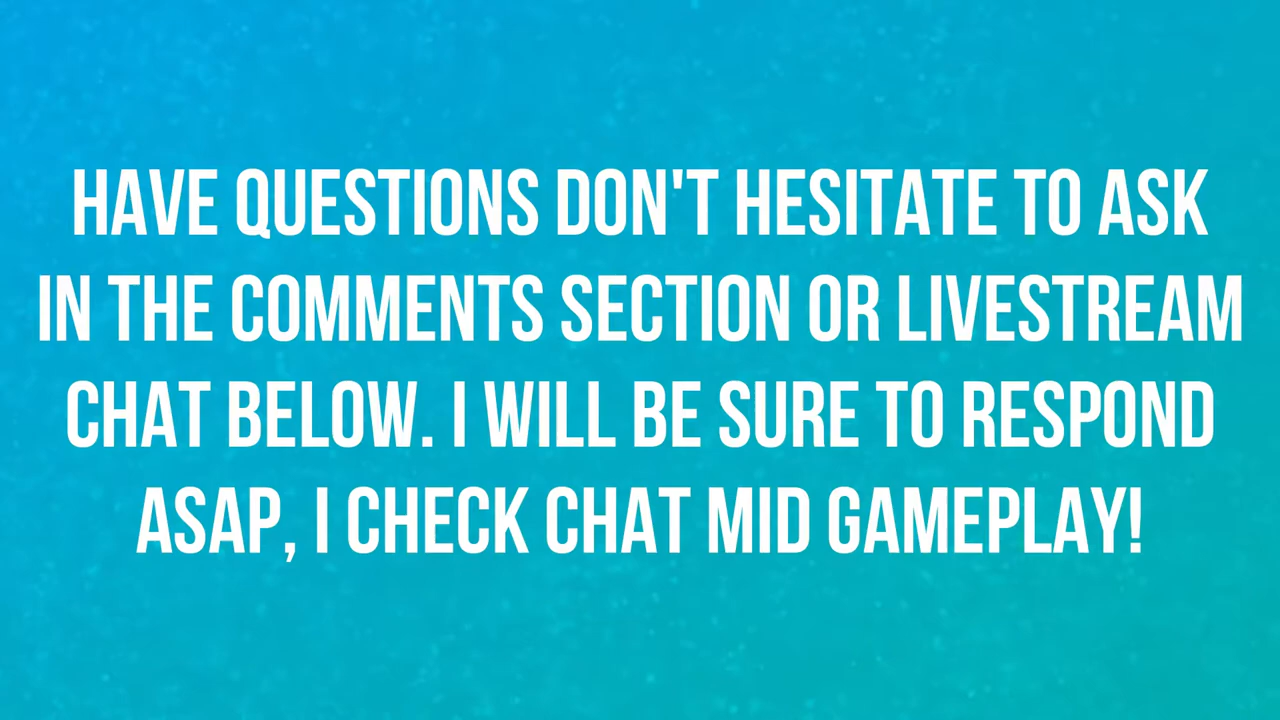 HAVE QUESTIONS DON'T HESITATE TO ASK
IN THE COMMENTS SECTION OR LIVESTREAM
CHAT BELOW. I WILL BE SURE TO RESPOND
ASAP, I CHECK CHAT MID GAMEPLAY!